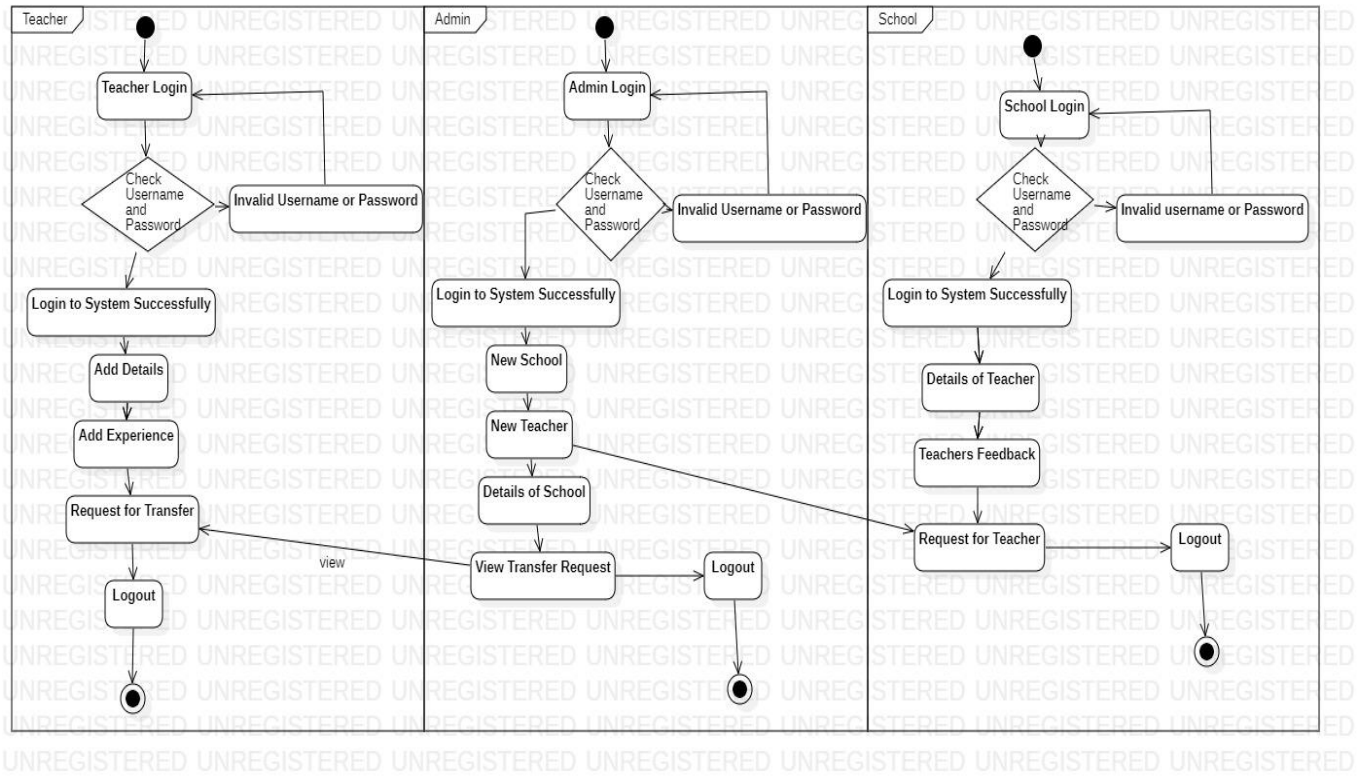 Teacher
Teacher Login
Check
Username
and
Password
Invalid Username or Password
Login to System Successfully
Add Details
Add Experience
Request for Transfer
Logout
view
Admin
Admin Login
Check
Username
and
Password
Invalid Username or Password
Login to System Successfully
New School
New Teacher
Details of School
View Transfer Request
Logout
School
School Login
Check
Username
and
Password
Invalid username or Password
Login to System Successfully
Details of Teacher
Teachers Feedback
Request for Teacher
Logout
UNREGISTERED UNREGISTERED UNREGISTERED UNREGISTERED UNREGISTERED UNREGISTERED UNREGISTERED